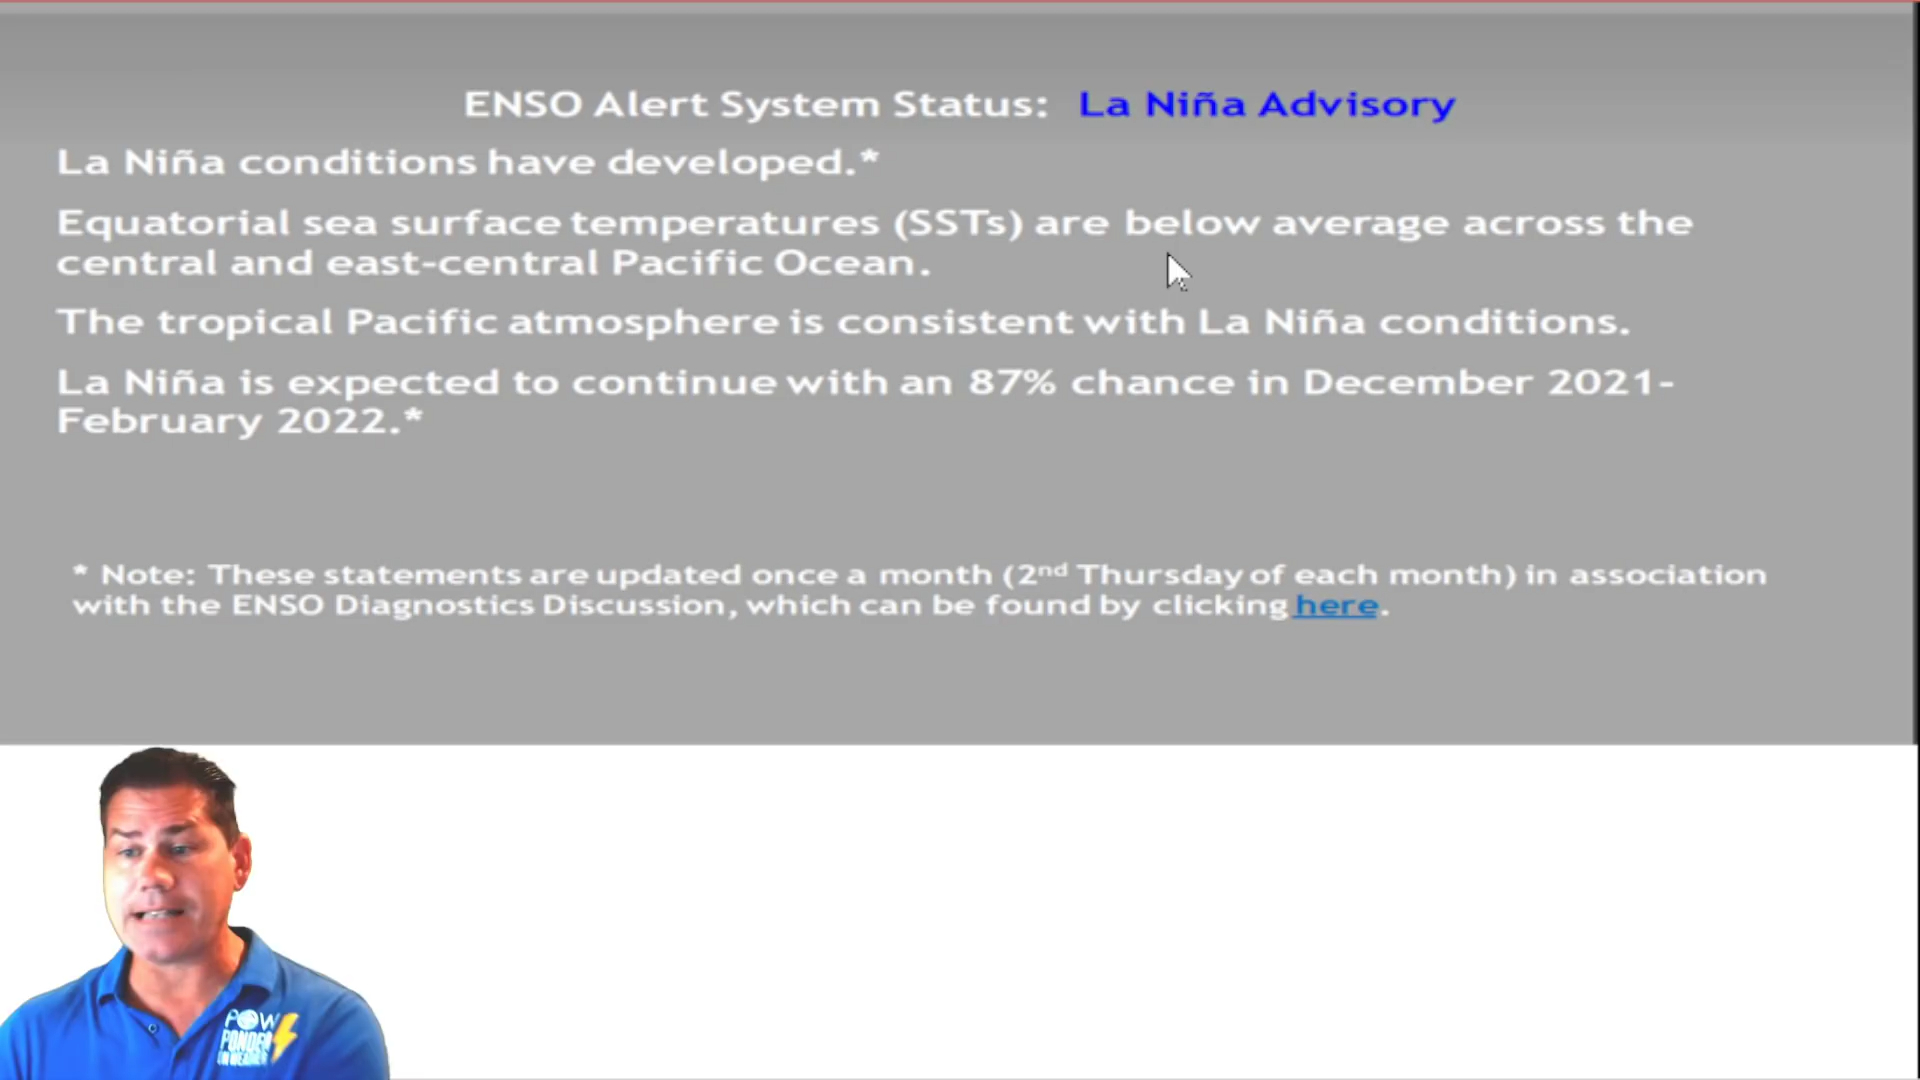 ENSO Alert System Status: La Niña Advisory
La Niña conditions have developed.*
Equatorial sea surface temperatures (SSTs) are below average across the
central and east-central Pacific Ocean.
The tropical Pacific atmosphere is consistent with La Niña conditions.
La Niña is expected to continue with an 87% chance in December 2021-
February 2022.*
* Note: These statements are updated once a month (2nd Thursday of each month) in association
with the ENSO Diagnostics Discussion, which can be found by clicking here.
POW
PONDER
ON WEATHER